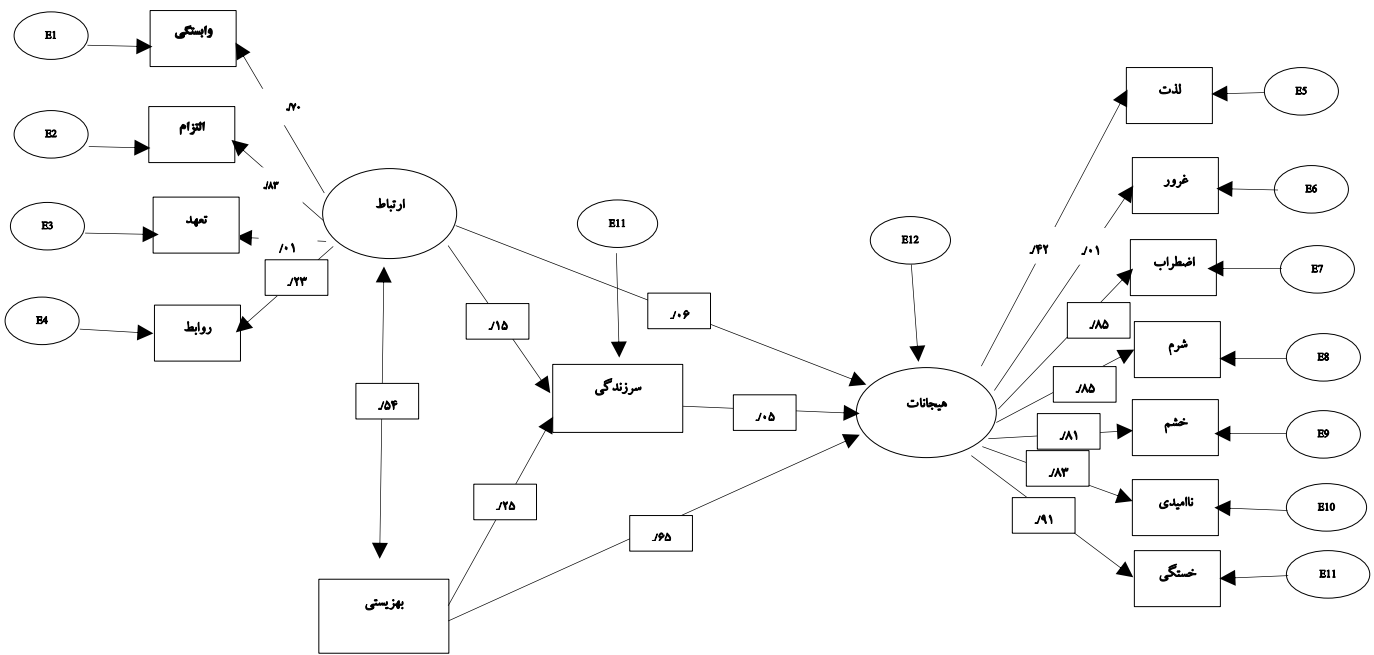 E1
وابستگی
./۷۰
E2
التزام
./۸۳
E3
تعهد
./۰۱
./۲۳
E4
روابط
ارتباط
./۵۴
بهزیستی
./۱۵
./۲۵
E11
سرزندگی
./۰۶
./۰۵
./۶۵
E12
هیجانات
./۴۲
./۰۱
./۸۵
./۸۵
./۸۱
./۸۳
./۹۱
لذت
E5
غرور
E6
اضطراب
E7
شرم
E8
خشم
E9
ناامیدی
E10
خستگی
E11